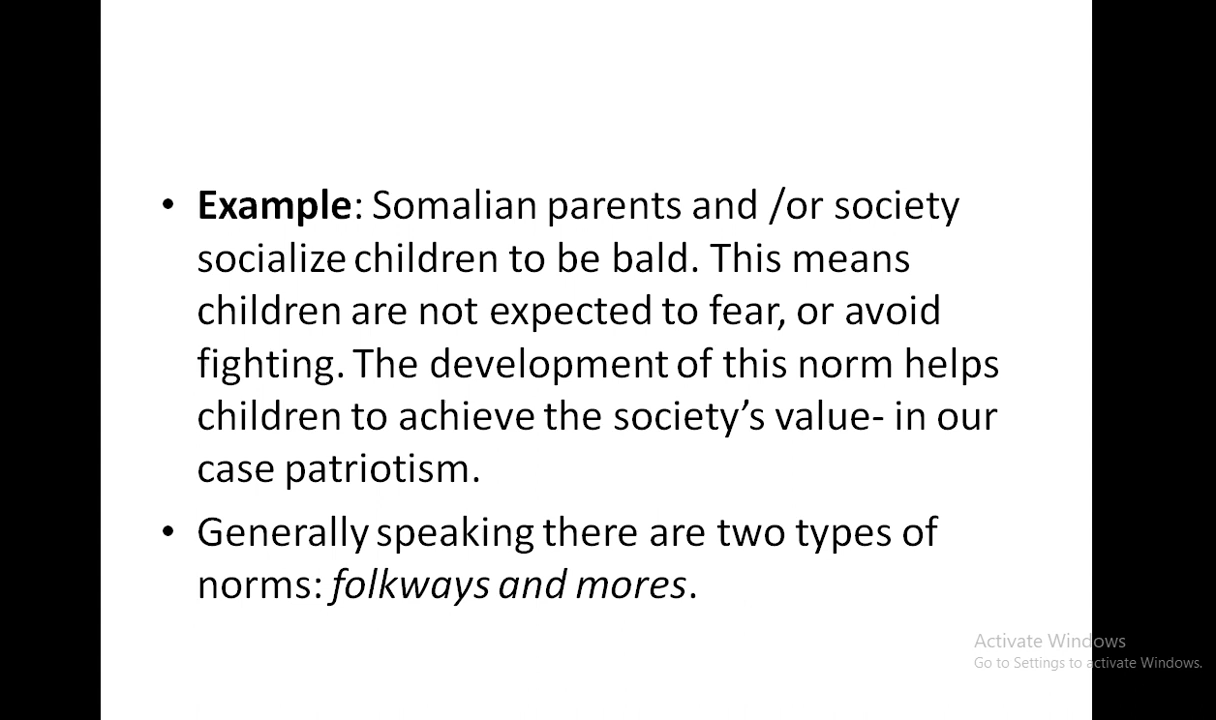 • Example: Somalian parents and /or society
socialize children to be bald. This means
children are not expected to fear, or avoid
fighting. The development of this norm helps
children to achieve the society’s value- in our
case patriotism.
• Generally speaking there are two types of
norms: folkways and mores.
Activate Windows
Go to Settings to activate Windows.